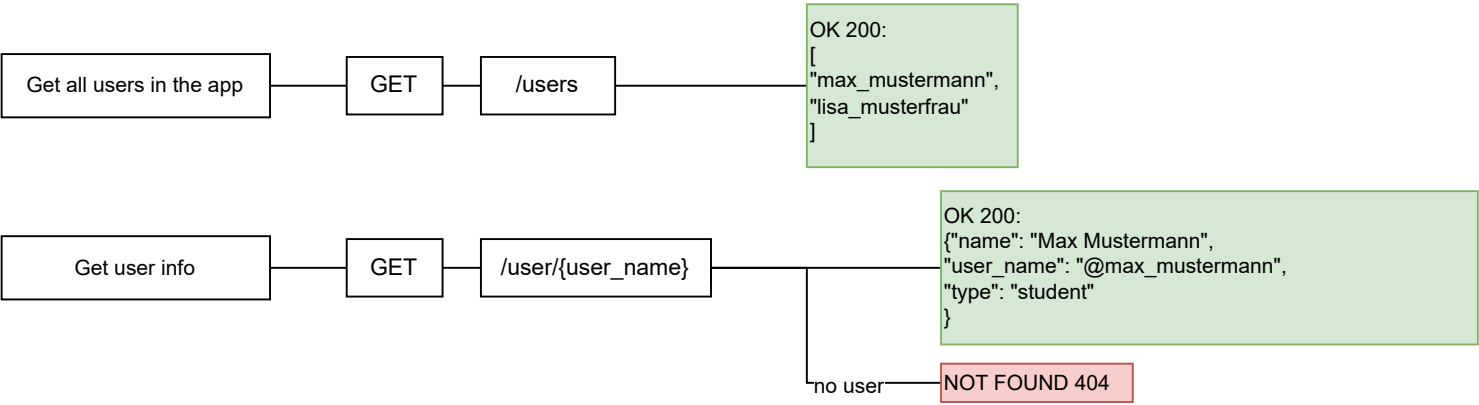 Get all users in the app
GET
/users
OK 200:
[
"max_mustermann",
"lisa_musterfrau"
]
Get user info
GET
/user/{user_name}
OK 200:
{"name": "Max Mustermann",
"user_name": "@max_mustermann",
"type": "student"
}
no user
NOT FOUND 404